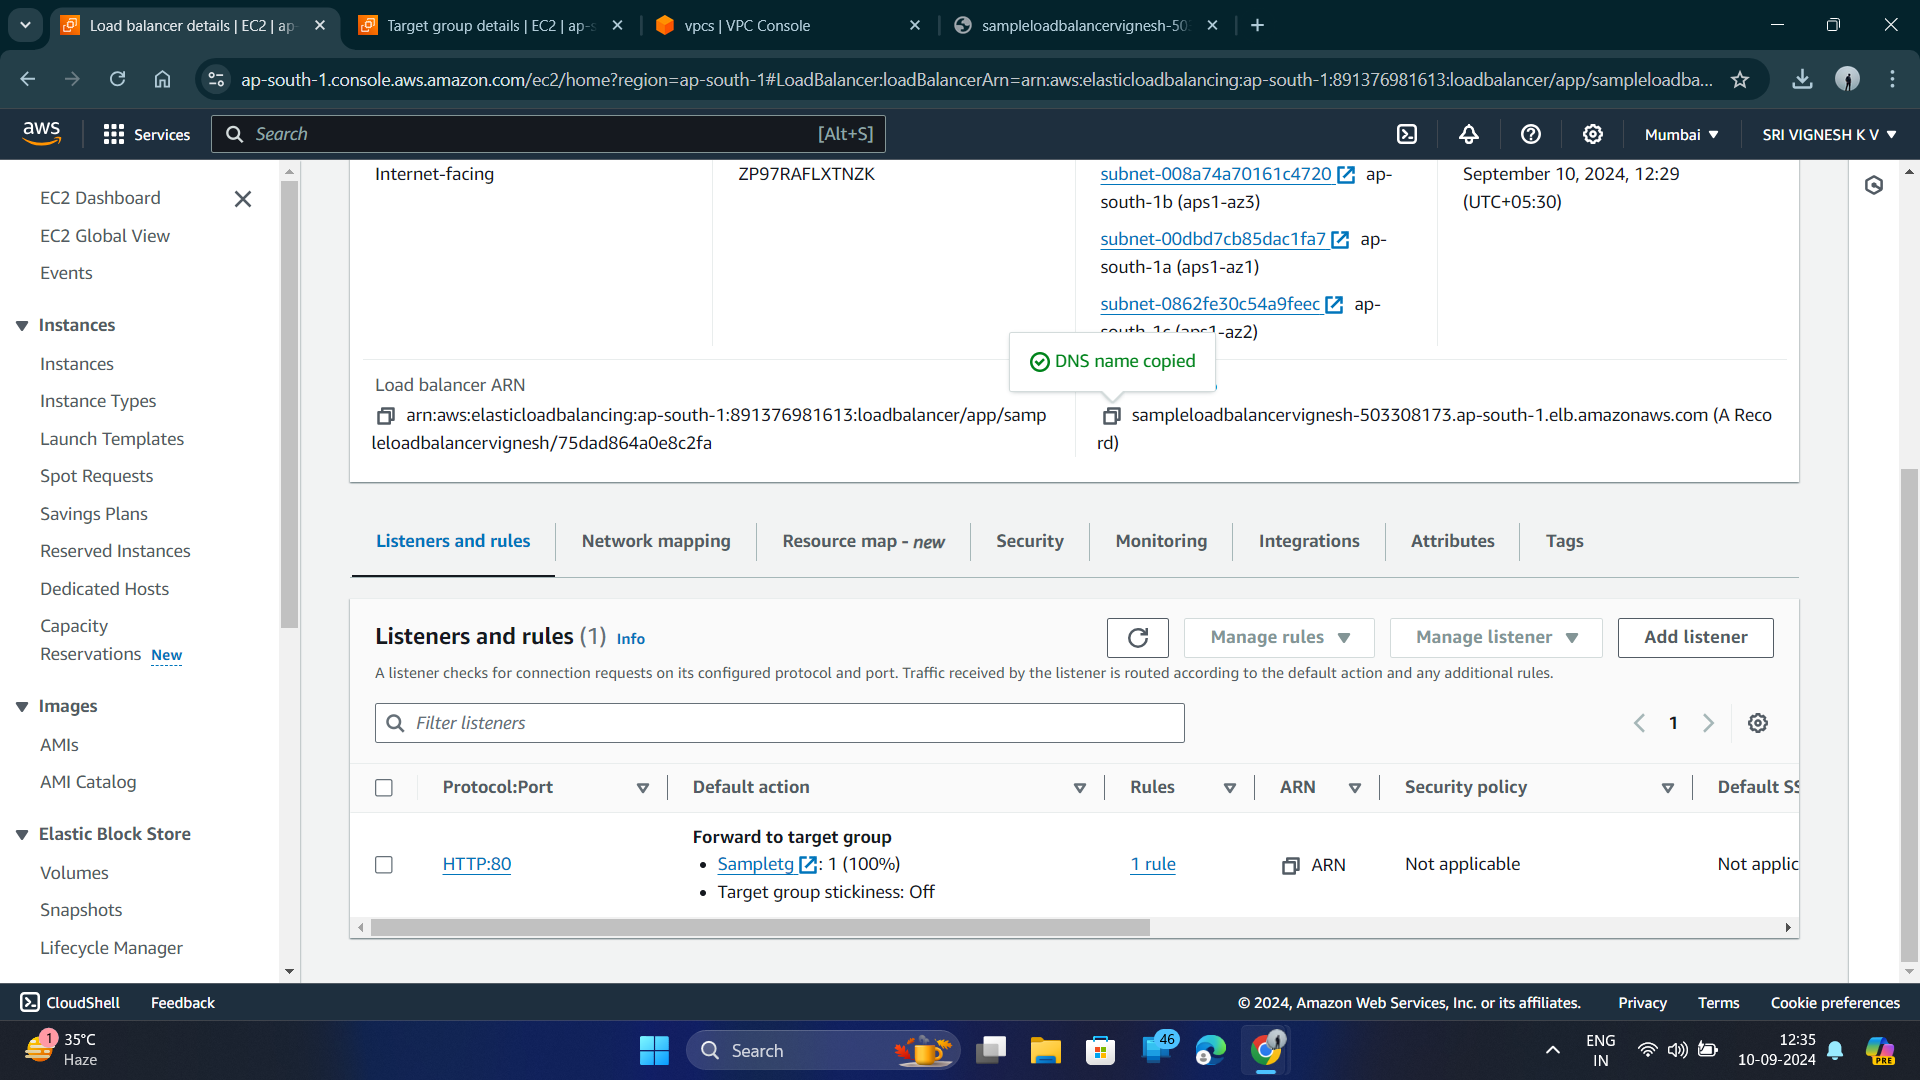 Load balancer details | EC2 | ap-
Target group details | EC2 | ap-s
vpcs | VPC Console
sampleloadbalancervignesh-503
ap-south-1.console.aws.amazon.com/ec2/home?region=ap-south-1#LoadBalancer:loadBalancerArn=arn:aws:elasticloadbalancing:ap-south-1:891376981613:loadbalancer/app/sampleloadba...
aws
Services
Search
[Alt+S]
Mumbai
SRI VIGNESH K V
EC2 Dashboard
EC2 Global View
Events
Instances
Instances
Instance Types
Launch Templates
Spot Requests
Savings Plans
Reserved Instances
Dedicated Hosts
Capacity
Reservations New
Images
AMIs
AMI Catalog
Elastic Block Store
Volumes
Snapshots
Lifecycle Manager
Internet-facing
ZP97RAFLXTNZK
subnet-008a74a70161c4720 ap-
south-1b (aps1-az3)
subnet-00dbd7cb85dac1fa7 ap-
south-1a (aps1-az1)
subnet-0862fe30c54a9feec ap-
south-1c (aps1-az2)
September 10, 2024, 12:29
(UTC+05:30)
DNS name copied
Load balancer ARN
arn:aws:elasticloadbalancing:ap-south-1:891376981613:loadbalancer/app/samp
leloadbalancervignesh/75dad864a0e8c2fa
sampleloadbalancervignesh-503308173.ap-south-1.elb.amazonaws.com (A Reco
rd)
Listeners and rules
Network mapping
Resource map - new
Security
Monitoring
Integrations
Attributes
Tags
Listeners and rules (1) Info
Manage rules
Manage listener
Add listener
A listener checks for connection requests on its configured protocol and port. Traffic received by the listener is routed according to the default action and any additional rules.
Filter listeners
1
Protocol:Port
Default action
Rules
ARN
Security policy
Default SS
HTTP:80
Forward to target group
• Sampletg : 1 (100%)
• Target group stickiness: Off
1 rule
ARN
Not applicable
Not applic
CloudShell
Feedback
© 2024, Amazon Web Services, Inc. or its affiliates.
Privacy
Terms
Cookie preferences
1
35°C
Haze
Search
46
ENG
IN
12:35
10-09-2024
PRE